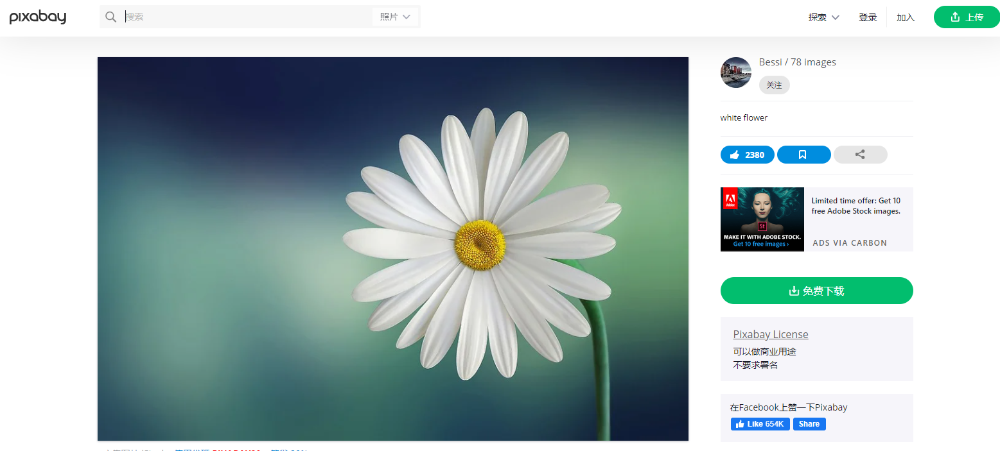 pixabay
搜索
照片
探索
登录
加入
上传
Bessi / 78 images
关注
white flower
2380
Adobe
St
MAKE IT WITH ADOBE STOCK.
Get 10 free images ›
Limited time offer: Get 10
free Adobe Stock images.
ADS VIA CARBON
免费下载
Pixabay License
可以做商业用途
不要求署名
在Facebook上赞一下Pixabay
Like 654K
Share